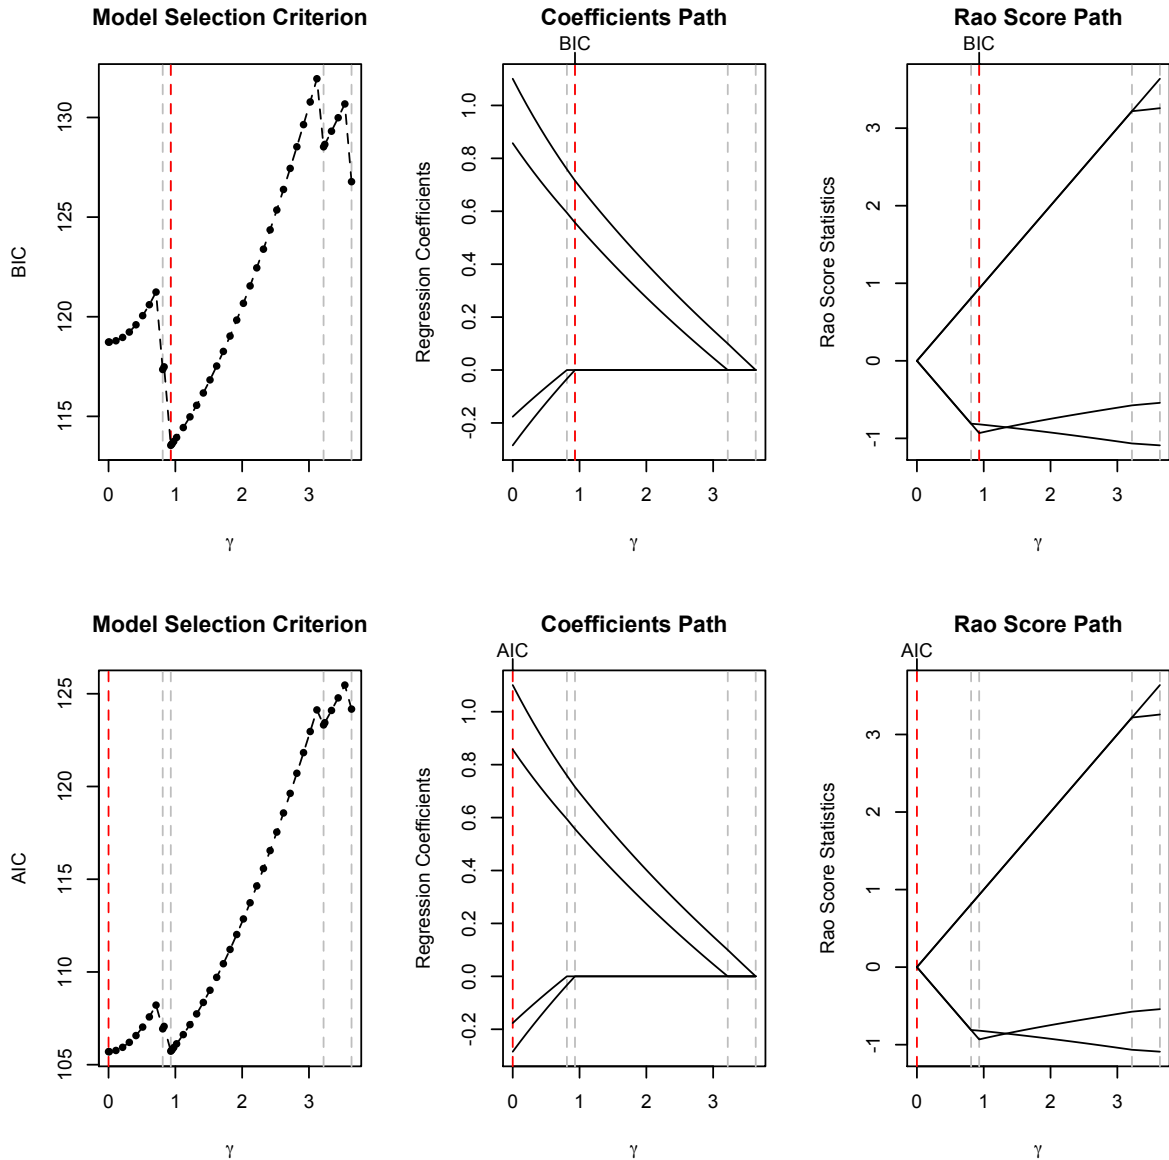 Model Selection Criterion
BIC
130
125
120
115
0 1 2 3
γ
Coefficients Path
BIC
Regression Coefficients
1.0
0.8
0.6
0.4
0.2
0.0
-0.2
0 1 2 3
γ
Rao Score Path
BIC
Rao Score Statistics
3
2
1
0
-1
0 1 2 3
γ
Model Selection Criterion
AIC
125
120
115
110
105
0 1 2 3
γ
Coefficients Path
AIC
Regression Coefficients
1.0
0.8
0.6
0.4
0.2
0.0
-0.2
0 1 2 3
γ
Rao Score Path
AIC
Rao Score Statistics
3
2
1
0
-1
0 1 2 3
γ